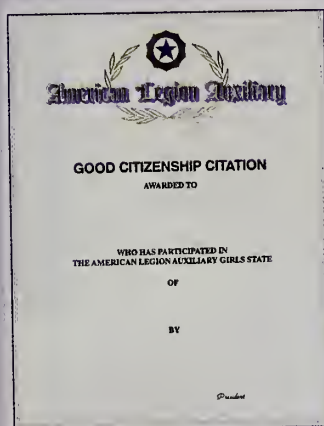 American Legion Auxiliary
GOOD CITIZENSHIP CITATION
AWARDED TO
WHO HAS PARTICIPATED IN
THE AMERICAN LEGION AUXILIARY GIRLS STATE
OF
BY
President